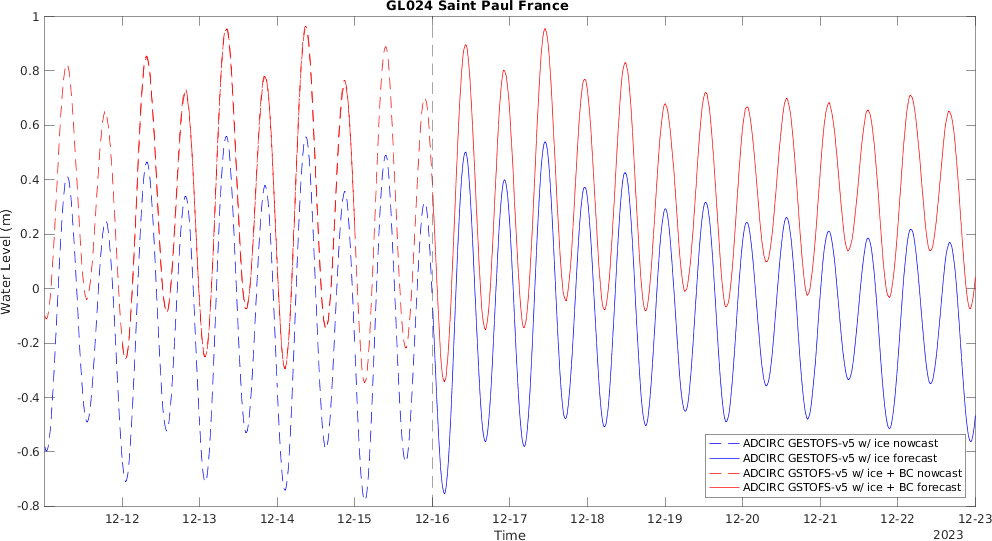 GL024 Saint Paul France
1
0.8
0.6
0.4
0.2
0
-0.2
-0.4
-0.6
-0.8
Water Level (m)
ADCIRC GESTOFS-v5 w/ ice nowcast
ADCIRC GESTOFS-v5 w/ ice forecast
ADCIRC GSTOFS-v5 w/ ice + BC nowcast
ADCIRC GSTOFS-v5 w/ ice + BC forecast
12-12 12-13 12-14 12-15 12-16 12-17 12-18 12-19 12-20 12-21 12-22 12-23
Time
2023